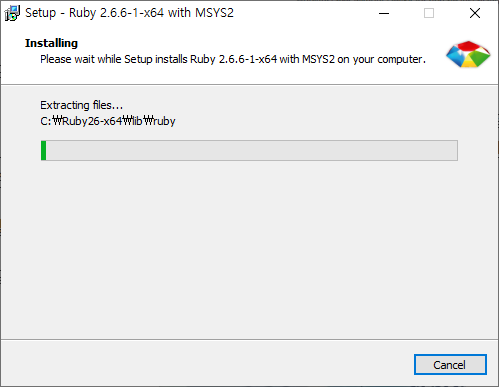 Setup - Ruby 2.6.6-1-x64 with MSYS2
Installing
Please wait while Setup installs Ruby 2.6.6-1-x64 with MSYS2 on your computer.
Extracting files...
C:₩Ruby26-x64₩lib₩ruby
Cancel